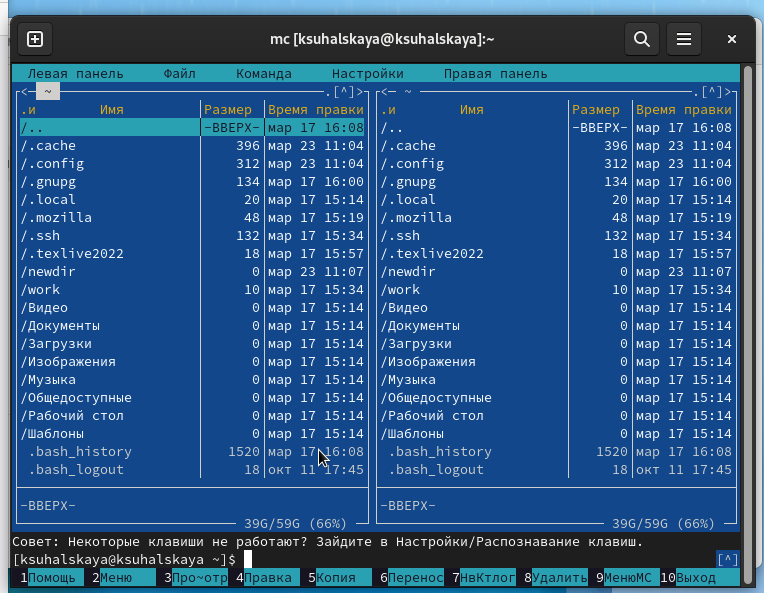 mc [ksuhalskaya@ksuhalskaya]:~
Левая панель Файл Команда Настройки Правая панель
<— ~ .[^]> <— ~ .[^]>
.и Имя Размер Время правки .и Имя Размер Время правки
/.. -ВВЕРХ- мар 17 16:08 /.. -ВВЕРХ- мар 17 16:08
/.cache 396 мар 23 11:04 /.cache 396 мар 23 11:04
/.config 312 мар 23 11:04 /.config 312 мар 23 11:04
/.gnupg 134 мар 17 16:00 /.gnupg 134 мар 17 16:00
/.local 20 мар 17 15:14 /.local 20 мар 17 15:14
/.mozilla 48 мар 17 15:19 /.mozilla 48 мар 17 15:19
/.ssh 132 мар 17 15:34 /.ssh 132 мар 17 15:34
/.texlive2022 18 мар 17 15:57 /.texlive2022 18 мар 17 15:57
/newdir 0 мар 23 11:07 /newdir 0 мар 23 11:07
/work 10 мар 17 15:34 /work 10 мар 17 15:34
/Видео 0 мар 17 15:14 /Видео 0 мар 17 15:14
/Документы 0 мар 17 15:14 /Документы 0 мар 17 15:14
/Загрузки 0 мар 17 15:14 /Загрузки 0 мар 17 15:14
/Изображения 0 мар 17 15:14 /Изображения 0 мар 17 15:14
/Музыка 0 мар 17 15:14 /Музыка 0 мар 17 15:14
/Общедоступные 0 мар 17 15:14 /Общедоступные 0 мар 17 15:14
/Рабочий стол 0 мар 17 15:14 /Рабочий стол 0 мар 17 15:14
/Шаблоны 0 мар 17 15:14 /Шаблоны 0 мар 17 15:14
.bash_history 1520 мар 17 16:08 .bash_history 1520 мар 17 16:08
.bash_logout 18 окт 11 17:45 .bash_logout 18 окт 11 17:45
-ВВЕРХ- -ВВЕРХ-
39G/59G (66%) 39G/59G (66%)
Совет: Некоторые клавиши не работают? Зайдите в Настройки/Распознавание клавиш.
[ksuhalskaya@ksuhalskaya ~]$ [^]
1Помощь 2Меню 3Про~отр 4Правка 5Копия 6Перенос 7НвКтлог 8Удалить 9МенюМС 10Выход